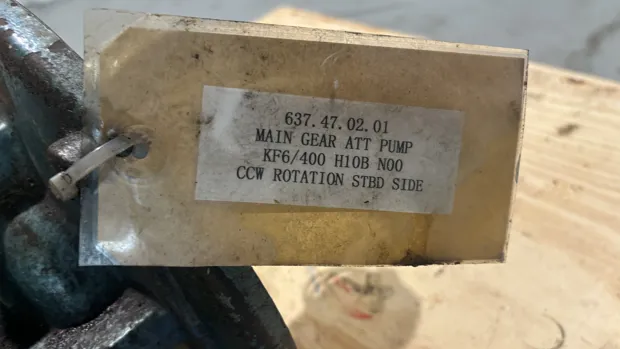 637.47.02.01
MAIN GEAR ATT PUMP
KF6/400 H10B N00
CCW ROTATION STBD SIDE